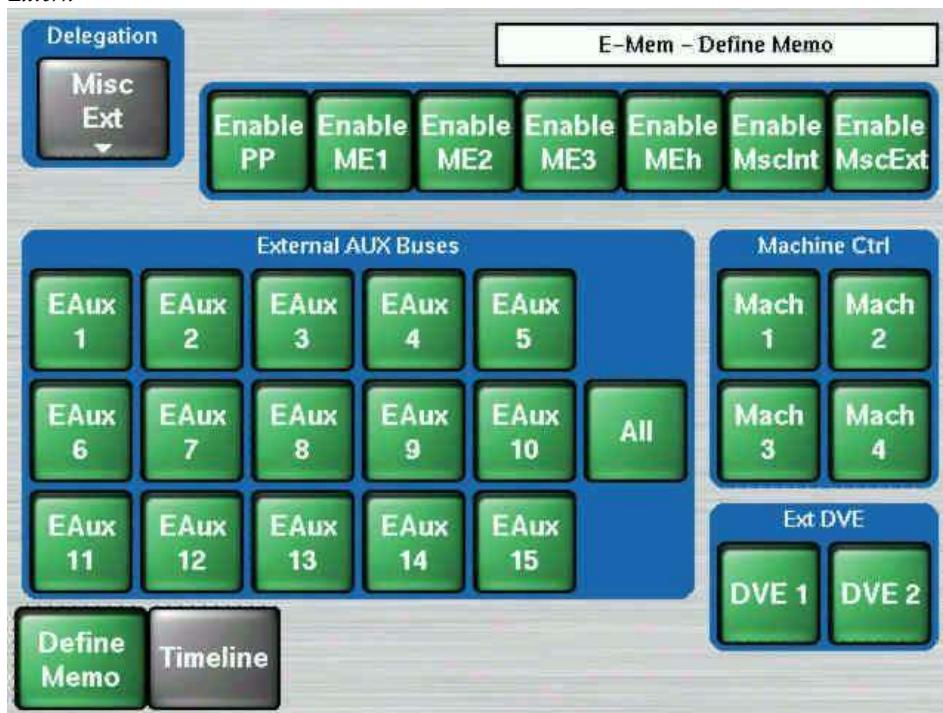 Delegation
E-Mem - Define Memo
Misc
Ext
Enable
PP
Enable
ME1
Enable
ME2
Enable
ME3
Enable
MEh
Enable
MscInt
Enable
MscExt
External AUX Buses
EAux
1
EAux
2
EAux
3
EAux
4
EAux
5
EAux
6
EAux
7
EAux
8
EAux
9
EAux
10
All
EAux
11
EAux
12
EAux
13
EAux
14
EAux
15
Machine Ctrl
Mach
1
Mach
2
Mach
3
Mach
4
Ext DVE
DVE 1
DVE 2
Define
Memo
Timeline